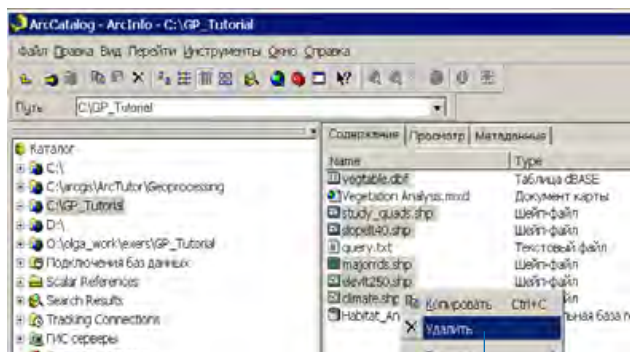 ArcCatalog - ArcInfo - C:\GP_Tutorial
Файл Правка Вид Перейти Инструменты Окно Справка
Путь C:\GP_Tutorial
Каталог
C:\
C:\arcgis\ArcTutor\Geoprocessing
C:\GP_Tutorial
D:\
O:\olga_work\exers\GP_Tutorial
Подключения баз данных
Scalar References
Search Results
Tracking Connections
ГИС серверы
Содержание Просмотр Метаданные
Name Type
vegtable.dbf Таблица dBASE
Vegetation Analysis.mxd Документ карты
study_quads.shp Шейп-файл
slopeft40.shp Шейп-файл
query.txt Текстовый файл
majorrds.shp Шейп-файл
elevft250.shp Шейп-файл
climate.shp
Habitat_An
Копировать Ctrl+C
Удалить